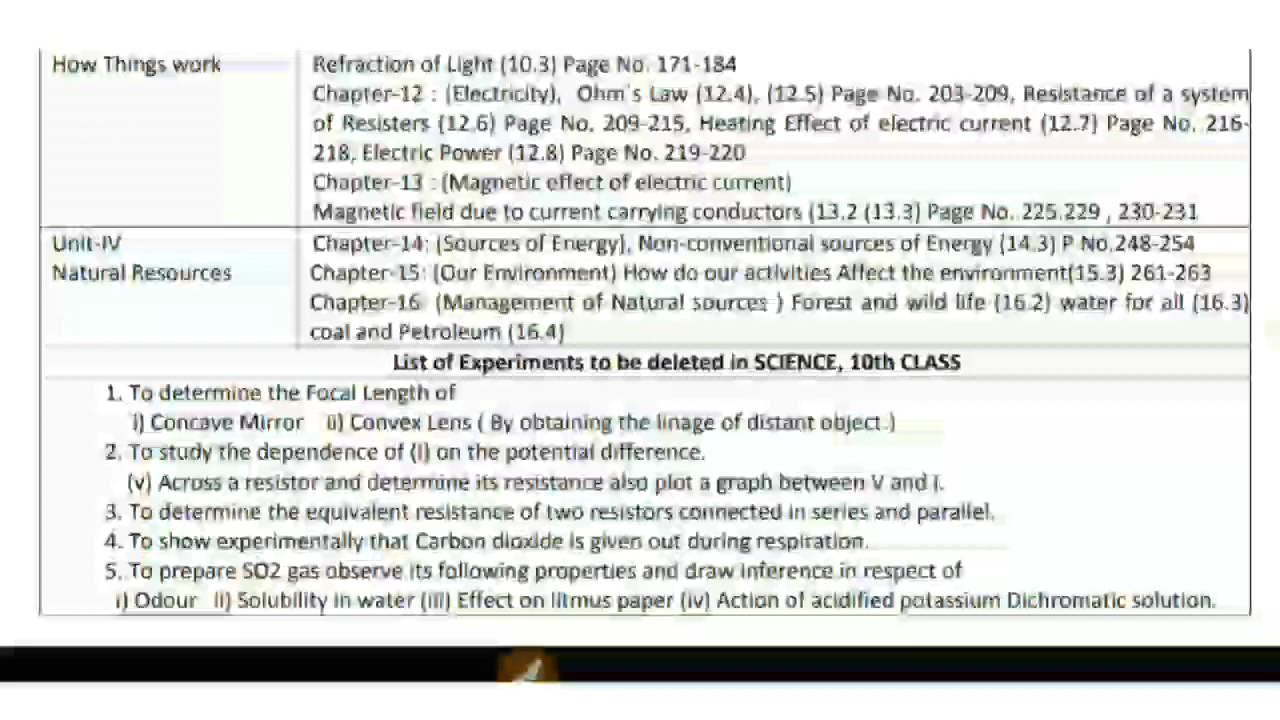 How Things work
Refraction of Light (10.3) Page No. 171-184
Chapter-12 : (Electricity), Ohm's Law (12.4), (12.5) Page No. 203-209, Resistance of a system
of Resisters (12.6) Page No. 209-215, Heating Effect of electric current (12.7) Page No. 216-
218, Electric Power (12.8) Page No. 219-220
Chapter-13 : (Magnetic effect of electric current)
Magnetic field due to current carrying conductors (13.2 (13.3) Page No. 225.229 , 230-231
Unit-IV
Natural Resources
Chapter-14: (Sources of Energy), Non-conventional sources of Energy (14.3) P No.248-254
Chapter-15: (Our Environment) How do our activities Affect the environment(15.3) 261-263
Chapter-16: (Management of Natural sources ) Forest and wild life (16.2) water for all (16.3)
coal and Petroleum (16.4)
List of Experiments to be deleted in SCIENCE, 10th CLASS
1. To determine the Focal Length of
i) Concave Mirror ii) Convex Lens ( By obtaining the linage of distant object )
2. To study the dependence of (I) on the potential difference.
(v) Across a resistor and determine its resistance also plot a graph between V and I.
3. To determine the equivalent resistance of two resistors connected in series and parallel.
4. To show experimentally that Carbon dioxide is given out during respiration.
5. To prepare SO2 gas observe its following properties and draw inference in respect of
i) Odour ii) Solubility in water (iii) Effect on litmus paper (iv) Action of acidified potassium Dichromatic solution.